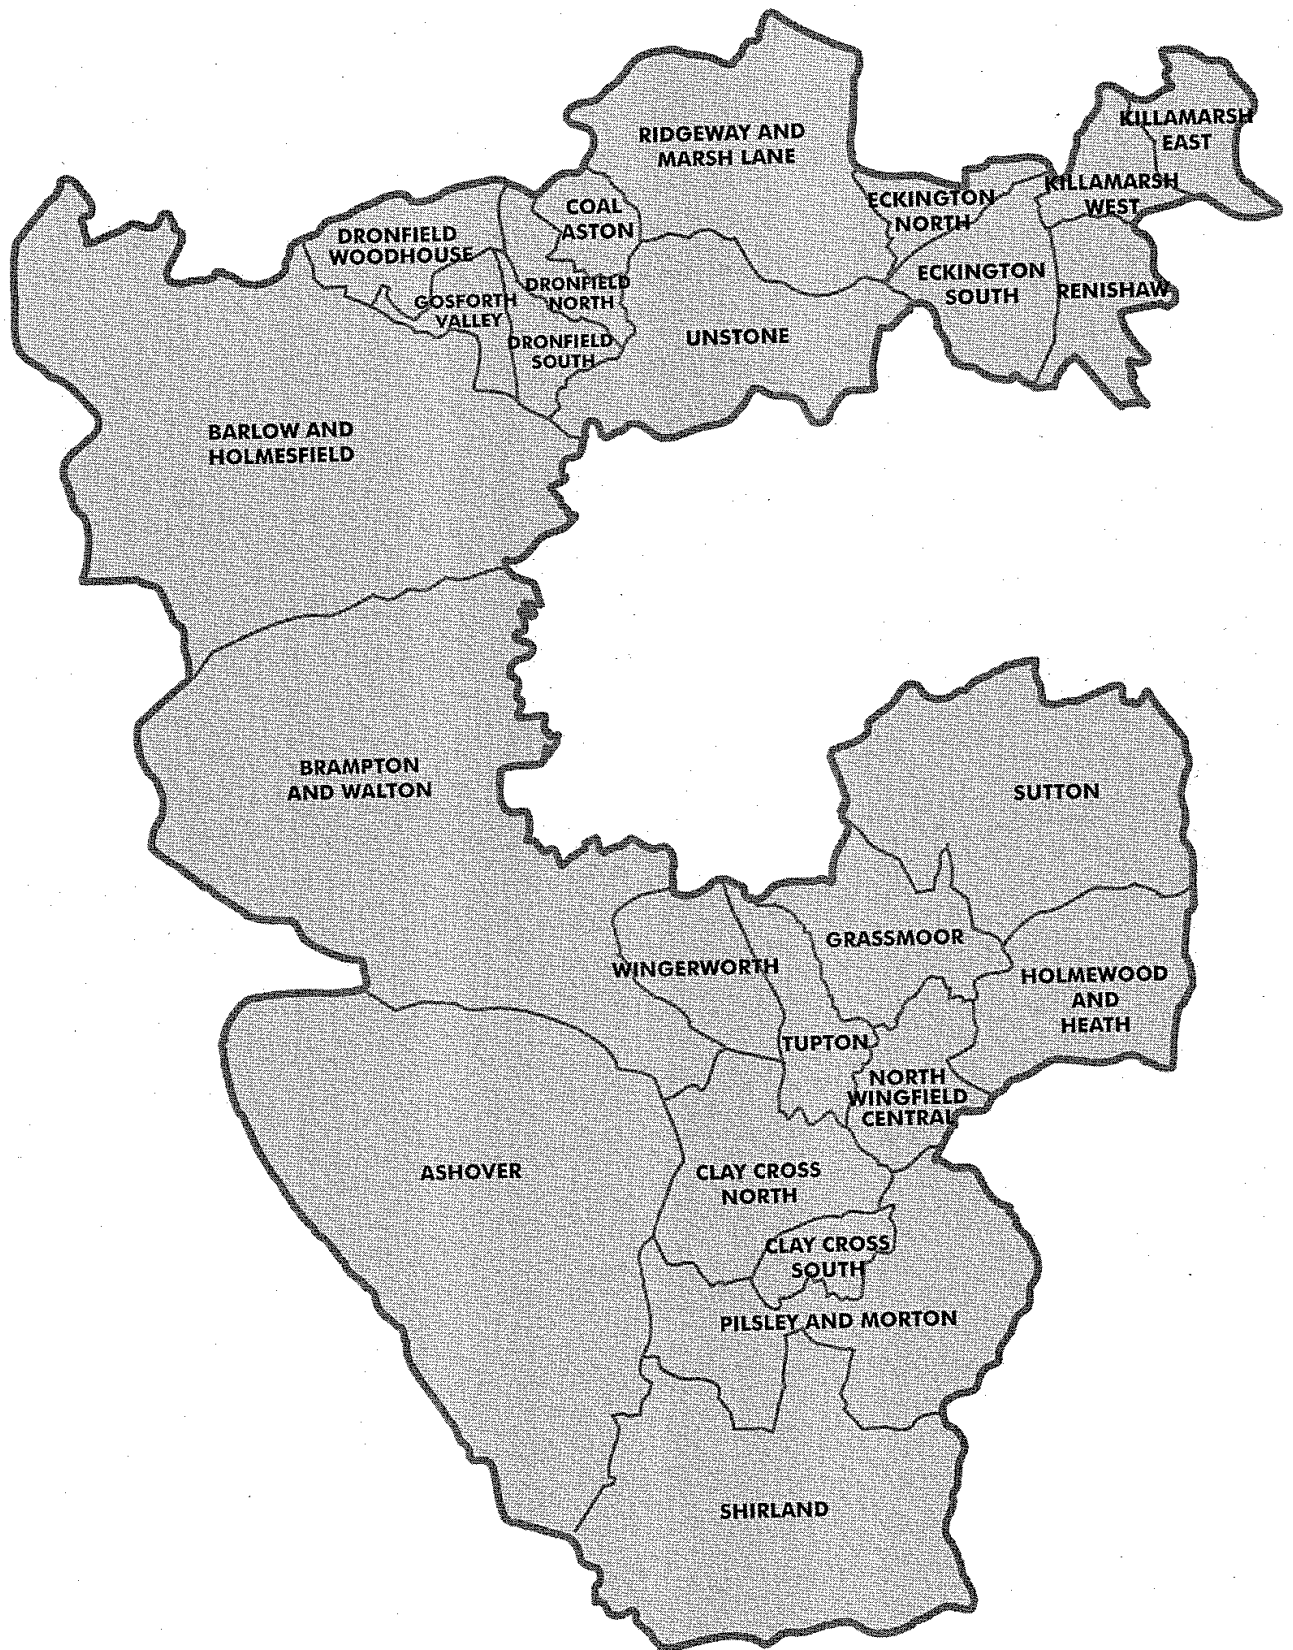 RIDGEWAY AND
MARSH LANE
KILLAMARSH
EAST
KILLAMARSH
WEST
ECKINGTON
NORTH
COAL
ASTON
DRONFIELD
WOODHOUSE
ECKINGTON
SOUTH
RENISHAW
DRONFIELD
NORTH
GOSFORTH
VALLEY
DRONFIELD
SOUTH
UNSTONE
BARLOW AND
HOLMESFIELD
BRAMPTON
AND WALTON
SUTTON
GRASSMOOR
WINGERWORTH
HOLMEWOOD
AND
HEATH
TUPTON
NORTH
WINGFIELD
CENTRAL
ASHOVER
CLAY CROSS
NORTH
CLAY CROSS
SOUTH
PILSLEY AND MORTON
SHIRLAND